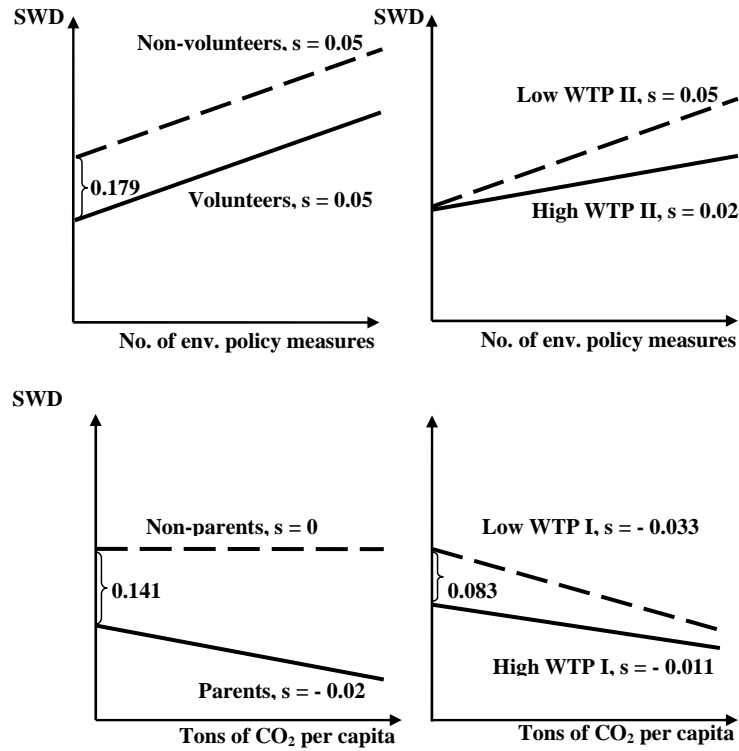 SWD
SWD
Non-volunteers, s = 0.05
Low WTP II, s = 0.05
0.179
Volunteers, s = 0.05
High WTP II, s = 0.02
No. of env. policy measures
No. of env. policy measures
SWD
Non-parents, s = 0
Low WTP I, s = - 0.033
0.141
0.083
Parents, s = - 0.02
High WTP I, s = - 0.011
Tons of CO₂ per capita
Tons of CO₂ per capita